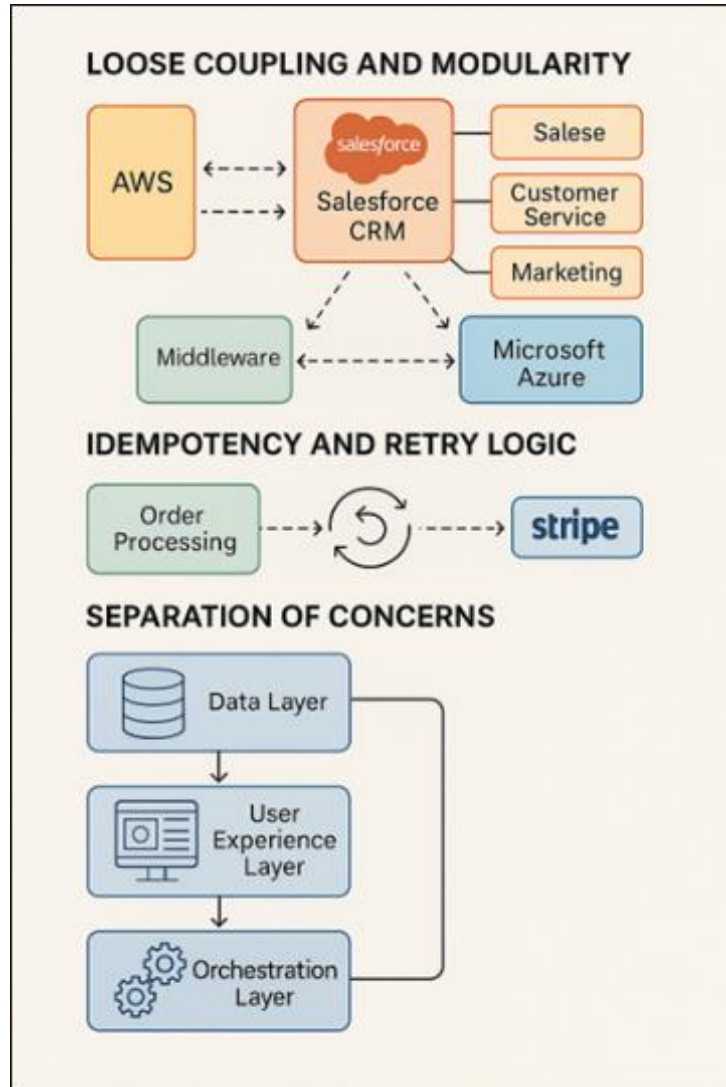 LOOSE COUPLING AND MODULARITY
AWS
salesforce
Salesforce
CRM
Salese
Customer
Service
Marketing
Middleware
Microsoft
Azure
IDEMPOTENCY AND RETRY LOGIC
Order
Processing
stripe
SEPARATION OF CONCERNS
Data Layer
User
Experience
Layer
Orchestration
Layer